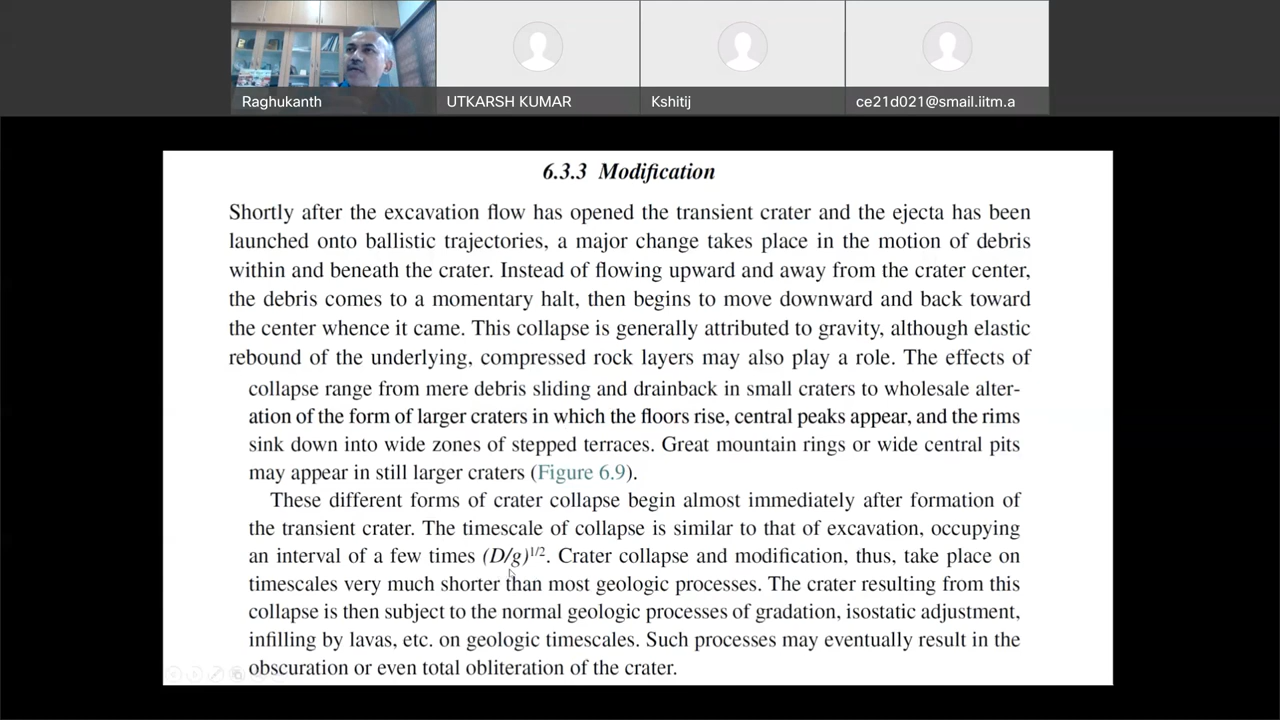 Raghukanth
UTKARSH KUMAR
Kshitij
ce21d021@smail.iitm.a
6.3.3 Modification
Shortly after the excavation flow has opened the transient crater and the ejecta has been
launched onto ballistic trajectories, a major change takes place in the motion of debris
within and beneath the crater. Instead of flowing upward and away from the crater center,
the debris comes to a momentary halt, then begins to move downward and back toward
the center whence it came. This collapse is generally attributed to gravity, although elastic
rebound of the underlying, compressed rock layers may also play a role. The effects of
collapse range from mere debris sliding and drainback in small craters to wholesale alter-
ation of the form of larger craters in which the floors rise, central peaks appear, and the rims
sink down into wide zones of stepped terraces. Great mountain rings or wide central pits
may appear in still larger craters (Figure 6.9).
These different forms of crater collapse begin almost immediately after formation of
the transient crater. The timescale of collapse is similar to that of excavation, occupying
an interval of a few times (D/g)^1/2. Crater collapse and modification, thus, take place on
timescales very much shorter than most geologic processes. The crater resulting from this
collapse is then subject to the normal geologic processes of gradation, isostatic adjustment,
infilling by lavas, etc. on geologic timescales. Such processes may eventually result in the
obscuration or even total obliteration of the crater.